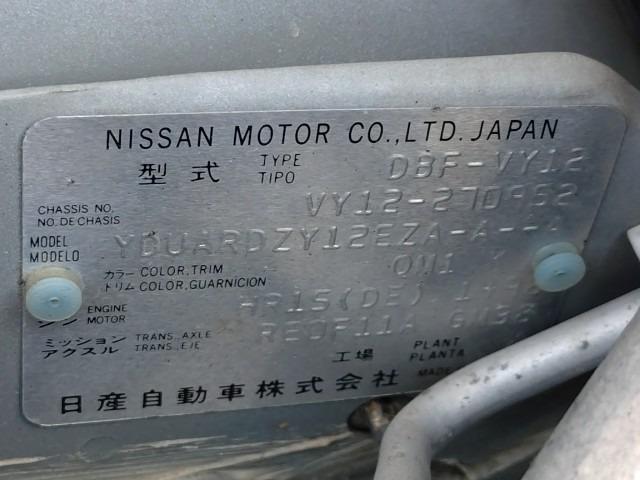 NISSAN MOTOR CO.,LTD. JAPAN
型式 TYPE TIPO DBF-VY12
CHASSIS NO. NO. DE CHASIS VY12-270952
MODEL MODELO YDUARDZY12EZA-A--A
カラー COLOR, TRIM
トリム COLOR, GUARNICION QM1
ENGINE MOTOR HR15(DE)
ミッション TRANS., AXLE
アクスル TRANS., EJE RE0F11A
工場 PLANT PLANTA
日産自動車株式会社 MADE